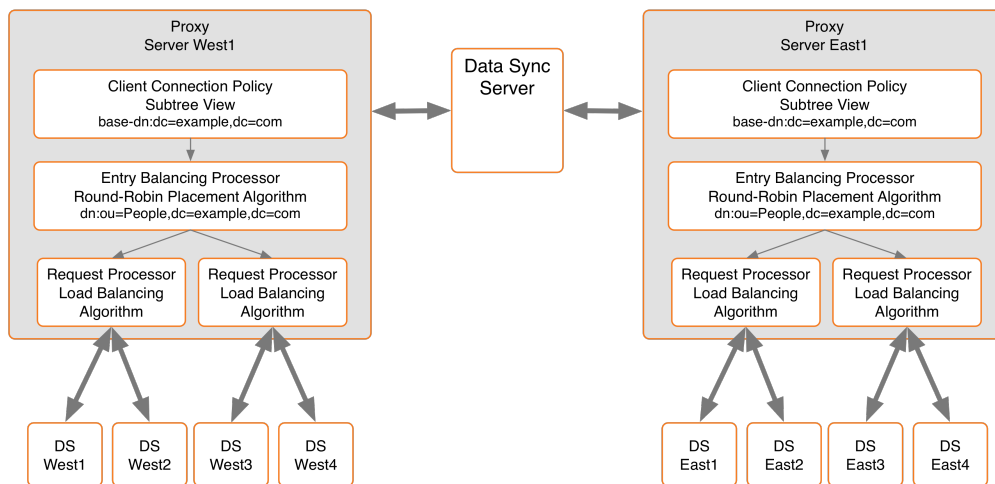 Proxy
Server West1
Client Connection Policy
Subtree View
base-dn:dc=example,dc=com
Entry Balancing Processor
Round-Robin Placement Algorithm
dn:ou=People,dc=example,dc=com
Request Processor
Load Balancing
Algorithm
Request Processor
Load Balancing
Algorithm
DS
West1
DS
West2
DS
West3
DS
West4
Data Sync
Server
Proxy
Server East1
Client Connection Policy
Subtree View
base-dn:dc=example,dc=com
Entry Balancing Processor
Round-Robin Placement Algorithm
dn:ou=People,dc=example,dc=com
Request Processor
Load Balancing
Algorithm
Request Processor
Load Balancing
Algorithm
DS
East1
DS
East2
DS
East3
DS
East4